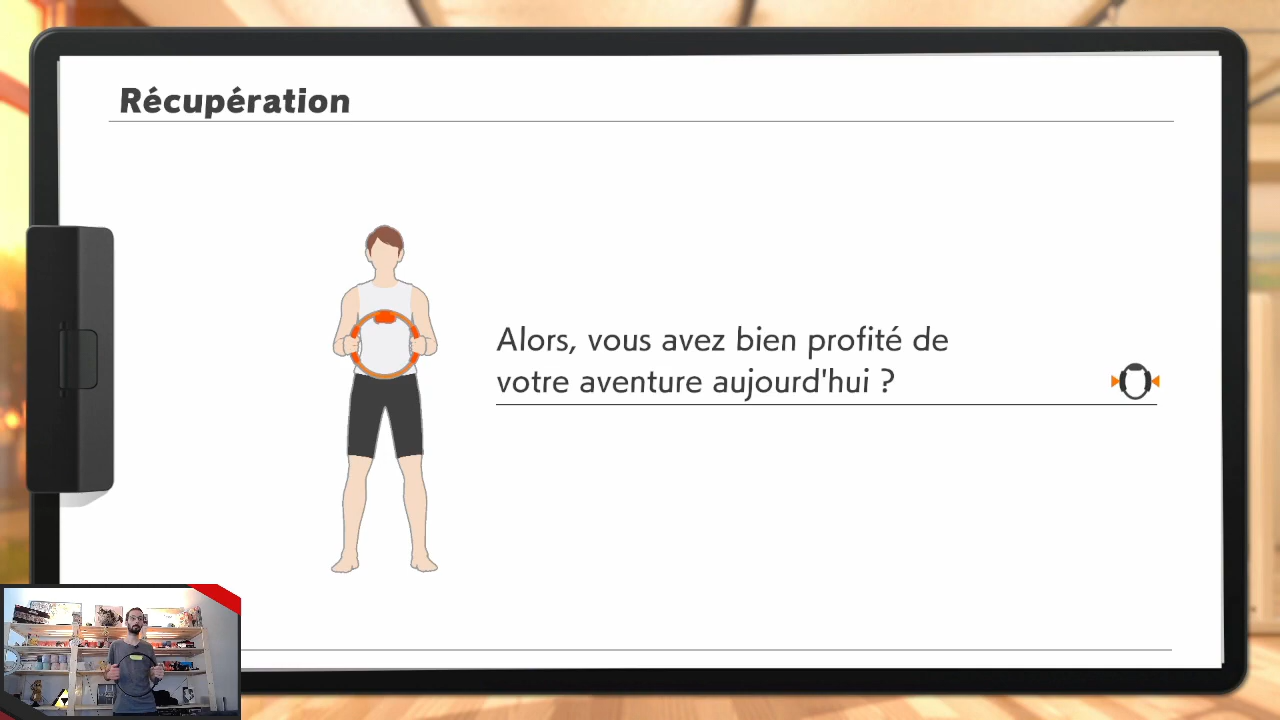 Récupération
Alors, vous avez bien profité de
votre aventure aujourd'hui ?